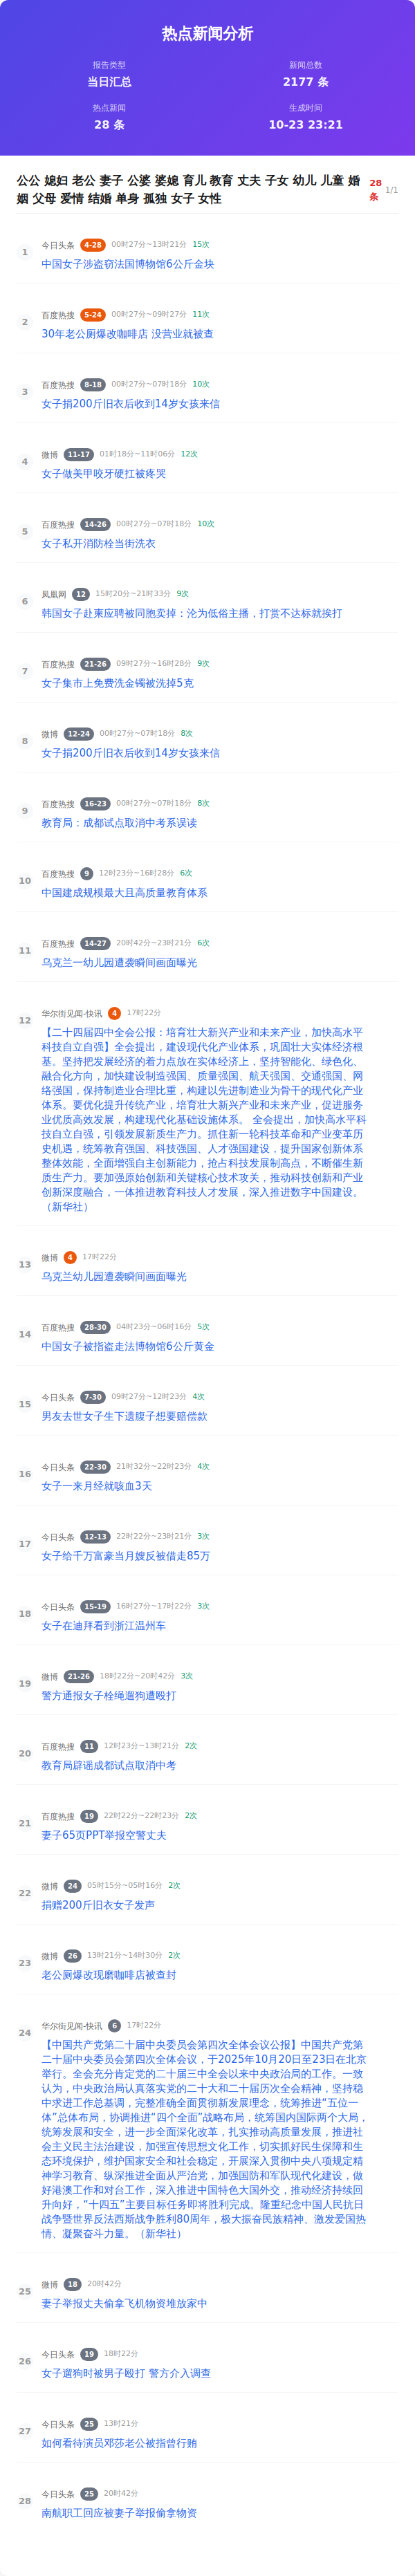 热点新闻分析
报告类型
当日汇总
新闻总数
2177 条
热点新闻
28 条
生成时间
10-23 23:21
公公 媳妇 老公 妻子 公婆 婆媳 育儿 教育 丈夫 子女 幼儿 儿童 婚
姻 父母 爱情 结婚 单身 孤独 女子 女性
28
条
1/1
1
今日头条 4-28 00时27分~13时21分 15次
中国女子涉盗窃法国博物馆6公斤金块
2
百度热搜 5-24 00时27分~09时27分 11次
30年老公厕爆改咖啡店 没营业就被查
3
百度热搜 8-18 00时27分~07时18分 10次
女子捐200斤旧衣后收到14岁女孩来信
4
微博 11-17 01时18分~11时06分 12次
女子做美甲咬牙硬扛被疼哭
5
百度热搜 14-26 00时27分~07时18分 10次
女子私开消防栓当街洗衣
6
凤凰网 12 15时20分~21时33分 9次
韩国女子赴柬应聘被同胞卖掉：沦为低俗主播，打赏不达标就挨打
7
百度热搜 21-26 09时27分~16时28分 9次
女子集市上免费洗金镯被洗掉5克
8
微博 12-24 00时27分~07时18分 8次
女子捐200斤旧衣后收到14岁女孩来信
9
百度热搜 16-23 00时27分~07时18分 8次
教育局：成都试点取消中考系误读
10
百度热搜 9 12时23分~16时28分 6次
中国建成规模最大且高质量教育体系
11
百度热搜 14-27 20时42分~23时21分 6次
乌克兰一幼儿园遭袭瞬间画面曝光
12
华尔街见闻-快讯 4 17时22分
【二十届四中全会公报：培育壮大新兴产业和未来产业，加快高水平
科技自立自强】全会提出，建设现代化产业体系，巩固壮大实体经济根
基。坚持把发展经济的着力点放在实体经济上，坚持智能化、绿色化、
融合化方向，加快建设制造强国、质量强国、航天强国、交通强国、网
络强国，保持制造业合理比重，构建以先进制造业为骨干的现代化产业
体系。要优化提升传统产业，培育壮大新兴产业和未来产业，促进服务
业优质高效发展，构建现代化基础设施体系。 全会提出，加快高水平科
技自立自强，引领发展新质生产力。抓住新一轮科技革命和产业变革历
史机遇，统筹教育强国、科技强国、人才强国建设，提升国家创新体系
整体效能，全面增强自主创新能力，抢占科技发展制高点，不断催生新
质生产力。要加强原始创新和关键核心技术攻关，推动科技创新和产业
创新深度融合，一体推进教育科技人才发展，深入推进数字中国建设。
（新华社）
13
微博 4 17时22分
乌克兰幼儿园遭袭瞬间画面曝光
14
百度热搜 28-30 04时23分~06时16分 5次
中国女子被指盗走法博物馆6公斤黄金
15
今日头条 7-30 09时27分~12时23分 4次
男友去世女子生下遗腹子想要赔偿款
16
今日头条 22-30 21时32分~22时23分 4次
女子一来月经就咳血3天
17
今日头条 12-13 22时22分~23时21分 3次
女子给千万富豪当月嫂反被借走85万
18
今日头条 15-19 16时27分~17时22分 3次
女子在迪拜看到浙江温州车
19
微博 21-26 18时22分~20时42分 3次
警方通报女子栓绳遛狗遭殴打
20
百度热搜 11 12时23分~13时21分 2次
教育局辟谣成都试点取消中考
21
百度热搜 19 22时22分~22时23分 2次
妻子65页PPT举报空警丈夫
22
微博 24 05时15分~05时16分 2次
捐赠200斤旧衣女子发声
23
微博 26 13时21分~14时30分 2次
老公厕爆改现磨咖啡店被查封
24
华尔街见闻-快讯 6 17时22分
【中国共产党第二十届中央委员会第四次全体会议公报】中国共产党第
二十届中央委员会第四次全体会议，于2025年10月20日至23日在北京
举行。全会充分肯定党的二十届三中全会以来中央政治局的工作。一致
认为，中央政治局认真落实党的二十大和二十届历次全会精神，坚持稳
中求进工作总基调，完整准确全面贯彻新发展理念，统筹推进“五位一
体”总体布局，协调推进“四个全面”战略布局，统筹国内国际两个大局，
统筹发展和安全，进一步全面深化改革，扎实推动高质量发展，推进社
会主义民主法治建设，加强宣传思想文化工作，切实抓好民生保障和生
态环境保护，维护国家安全和社会稳定，开展深入贯彻中央八项规定精
神学习教育、纵深推进全面从严治党，加强国防和军队现代化建设，做
好港澳工作和对台工作，深入推进中国特色大国外交，推动经济持续回
升向好，“十四五”主要目标任务即将胜利完成。隆重纪念中国人民抗日
战争暨世界反法西斯战争胜利80周年，极大振奋民族精神、激发爱国热
情、凝聚奋斗力量。（新华社）
25
微博 18 20时42分
妻子举报丈夫偷拿飞机物资堆放家中
26
今日头条 19 18时22分
女子遛狗时被男子殴打 警方介入调查
27
今日头条 25 13时21分
如何看待演员邓莎老公被指曾行贿
28
今日头条 25 20时42分
南航职工回应被妻子举报偷拿物资